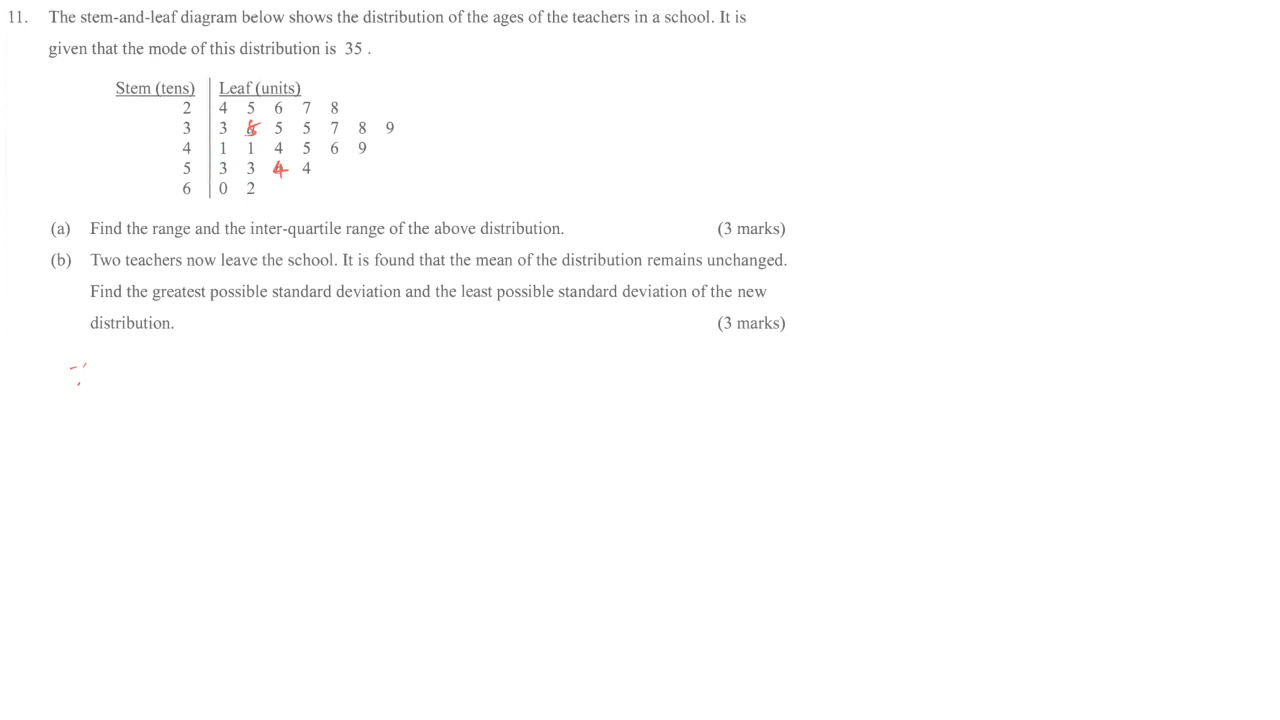 11. The stem-and-leaf diagram below shows the distribution of the ages of the teachers in a school. It is
given that the mode of this distribution is 35 .
Stem (tens) Leaf (units)
2 4 5 6 7 8
3 3 5 5 5 7 8 9
4 1 1 4 5 6 9
5 3 3 4 4
6 0 2
(a) Find the range and the inter-quartile range of the above distribution. (3 marks)
(b) Two teachers now leave the school. It is found that the mean of the distribution remains unchanged.
Find the greatest possible standard deviation and the least possible standard deviation of the new
distribution. (3 marks)